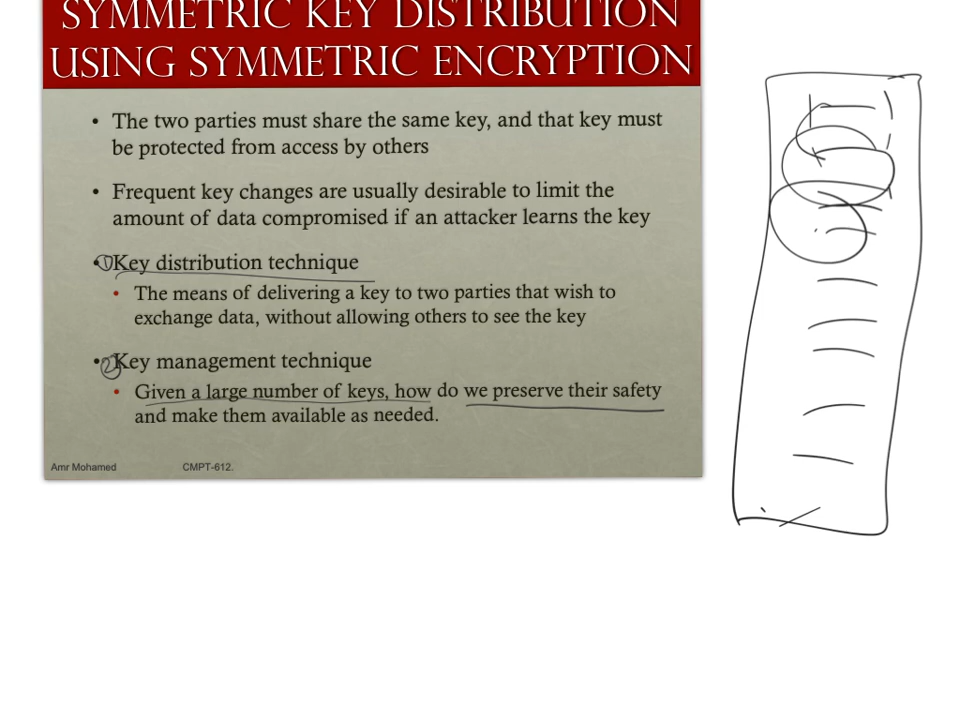 SYMMETRIC KEY DISTRIBUTION
USING SYMMETRIC ENCRYPTION
• The two parties must share the same key, and that key must
be protected from access by others
• Frequent key changes are usually desirable to limit the
amount of data compromised if an attacker learns the key
• ① Key distribution technique
• The means of delivering a key to two parties that wish to
exchange data, without allowing others to see the key
• ② Key management technique
• Given a large number of keys, how do we preserve their safety
and make them available as needed.
Amr Mohamed CMPT-612.